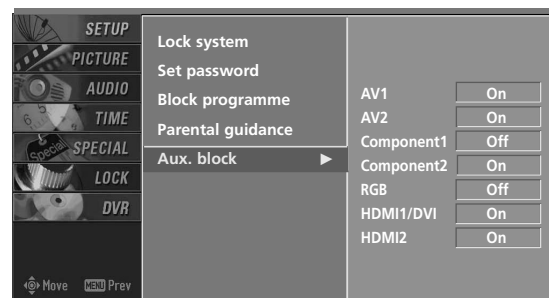 SETUP
PICTURE
AUDIO
TIME
SPECIAL
LOCK
DVR
Move MENU Prev
Lock system
Set password
Block programme
Parental guidance
Aux. block ▶
AV1 On
AV2 On
Component1 Off
Component2 On
RGB Off
HDMI1/DVI On
HDMI2 On